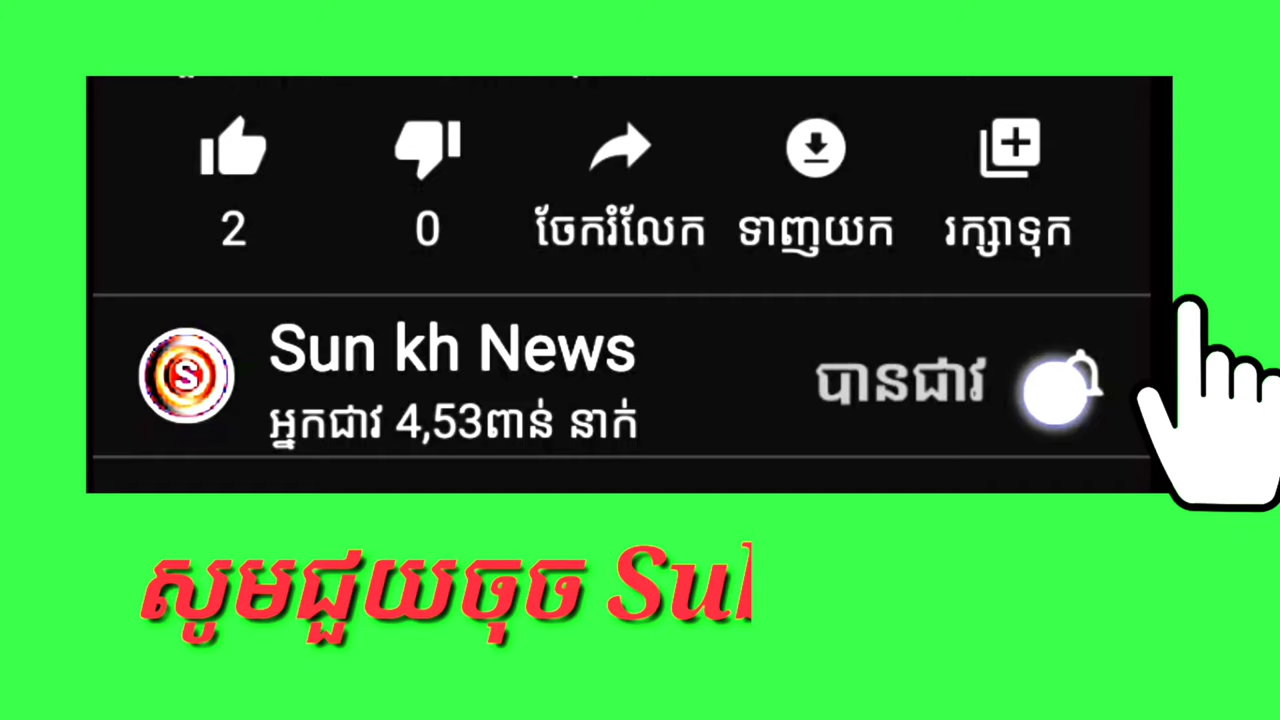 2 0 ចែករំលែក ទាញយក រក្សាទុក
S
Sun kh News
អ្នកជាវ 4,53ពាន់ នាក់
បានជាវ
សូមជួយចុច Su